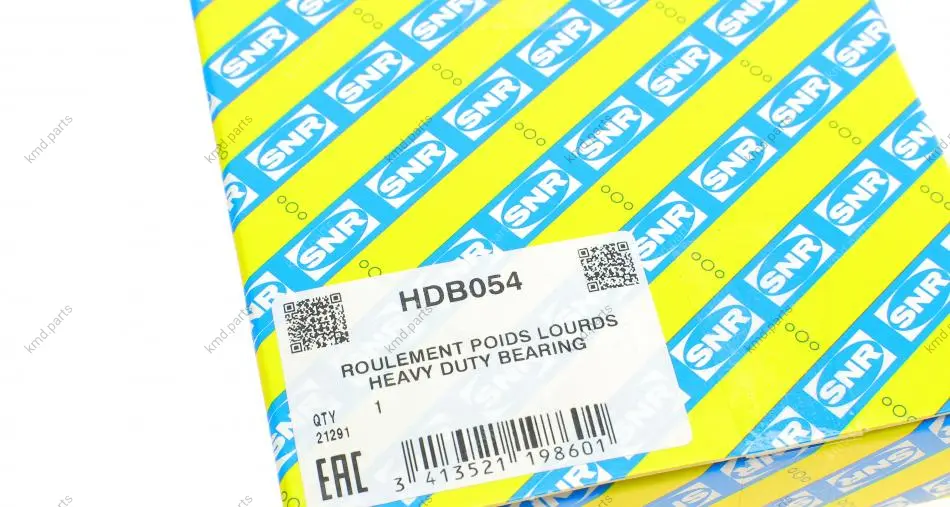 SNR
HDB054
ROULEMENT POIDS LOURDS
HEAVY DUTY BEARING
QTY 1
21291
EAC
3 413521 198601
kmd.parts